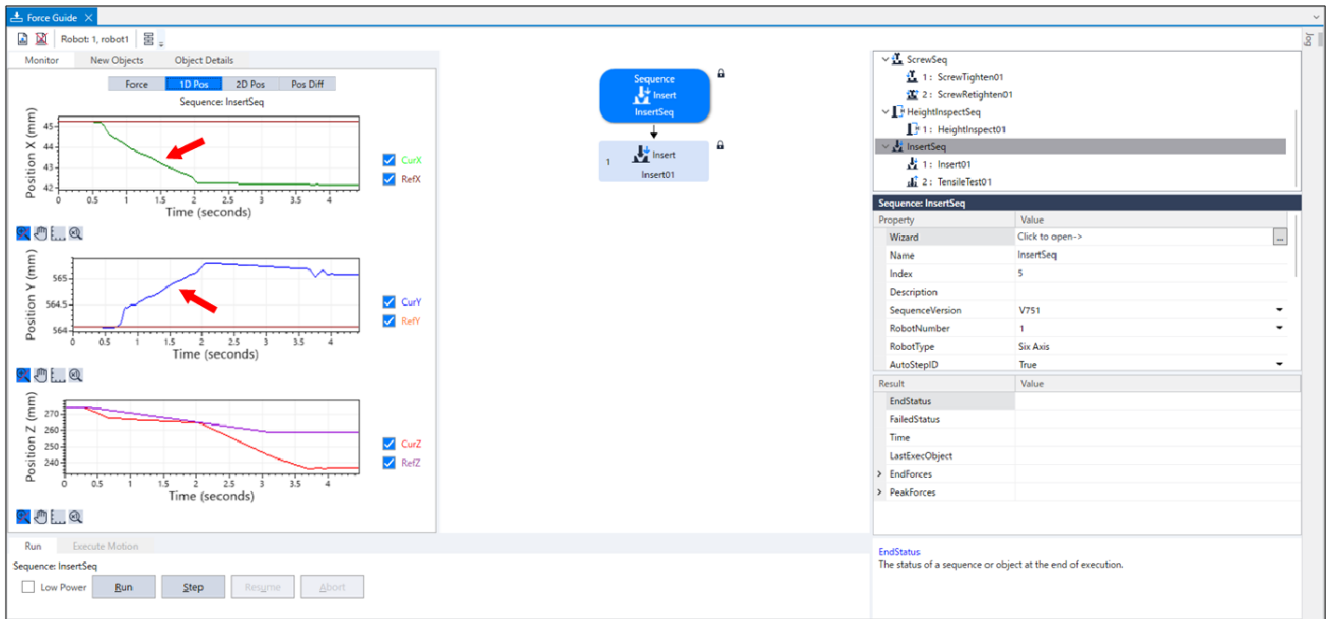 Force Guide
Robot: 1, robot1
Jog
Monitor New Objects Object Details
Force 1D Pos 2D Pos Pos Diff
Sequence: InsertSeq
Position X (mm)
45
44
43
42
0 0.5 1 1.5 2 2.5 3 3.5 4
Time (seconds)
CurX
RefX
Position Y (mm)
565
564.5
564
0 0.5 1 1.5 2 2.5 3 3.5 4
Time (seconds)
CurY
RefY
Position Z (mm)
270
260
250
240
0 0.5 1 1.5 2 2.5 3 3.5 4
Time (seconds)
CurZ
RefZ
Run Execute Motion
Sequence: InsertSeq
Low Power Run Step Resume Abort
Sequence
Insert
InsertSeq
1 Insert
Insert01
ScrewSeq
1: ScrewTighten01
2: ScrewRetighten01
HeightInspectSeq
1: HeightInspect01
InsertSeq
1: Insert01
2: TensileTest01
Sequence: InsertSeq
Property Value
Wizard Click to open->
...
Name InsertSeq
Index 5
Description
SequenceVersion V751
RobotNumber 1
RobotType Six Axis
AutoStepID True
Result Value
EndStatus
FailedStatus
Time
LastExecObject
EndForces
PeakForces
EndStatus
The status of a sequence or object at the end of execution.